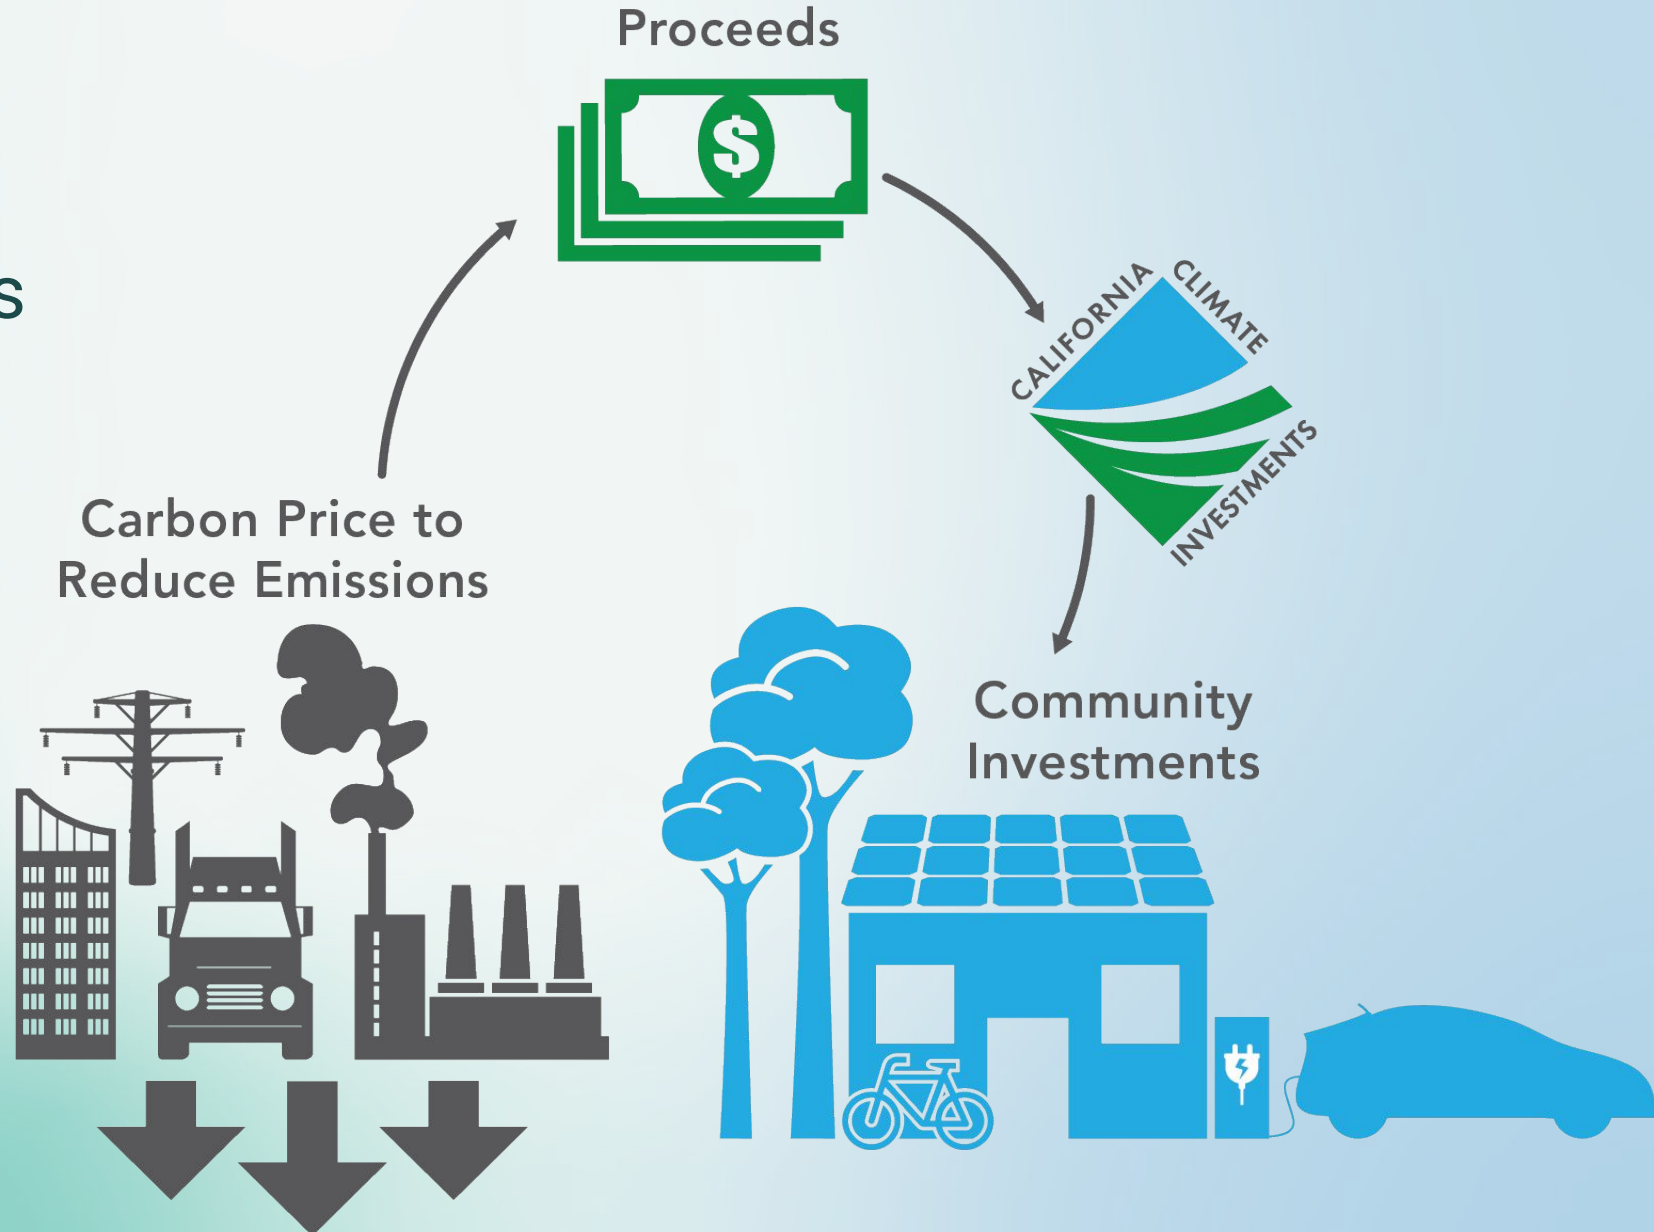 Proceeds
$
s
CALIFORNIA
CLIMATE
INVESTMENTS
Carbon Price to
Reduce Emissions
Community
Investments